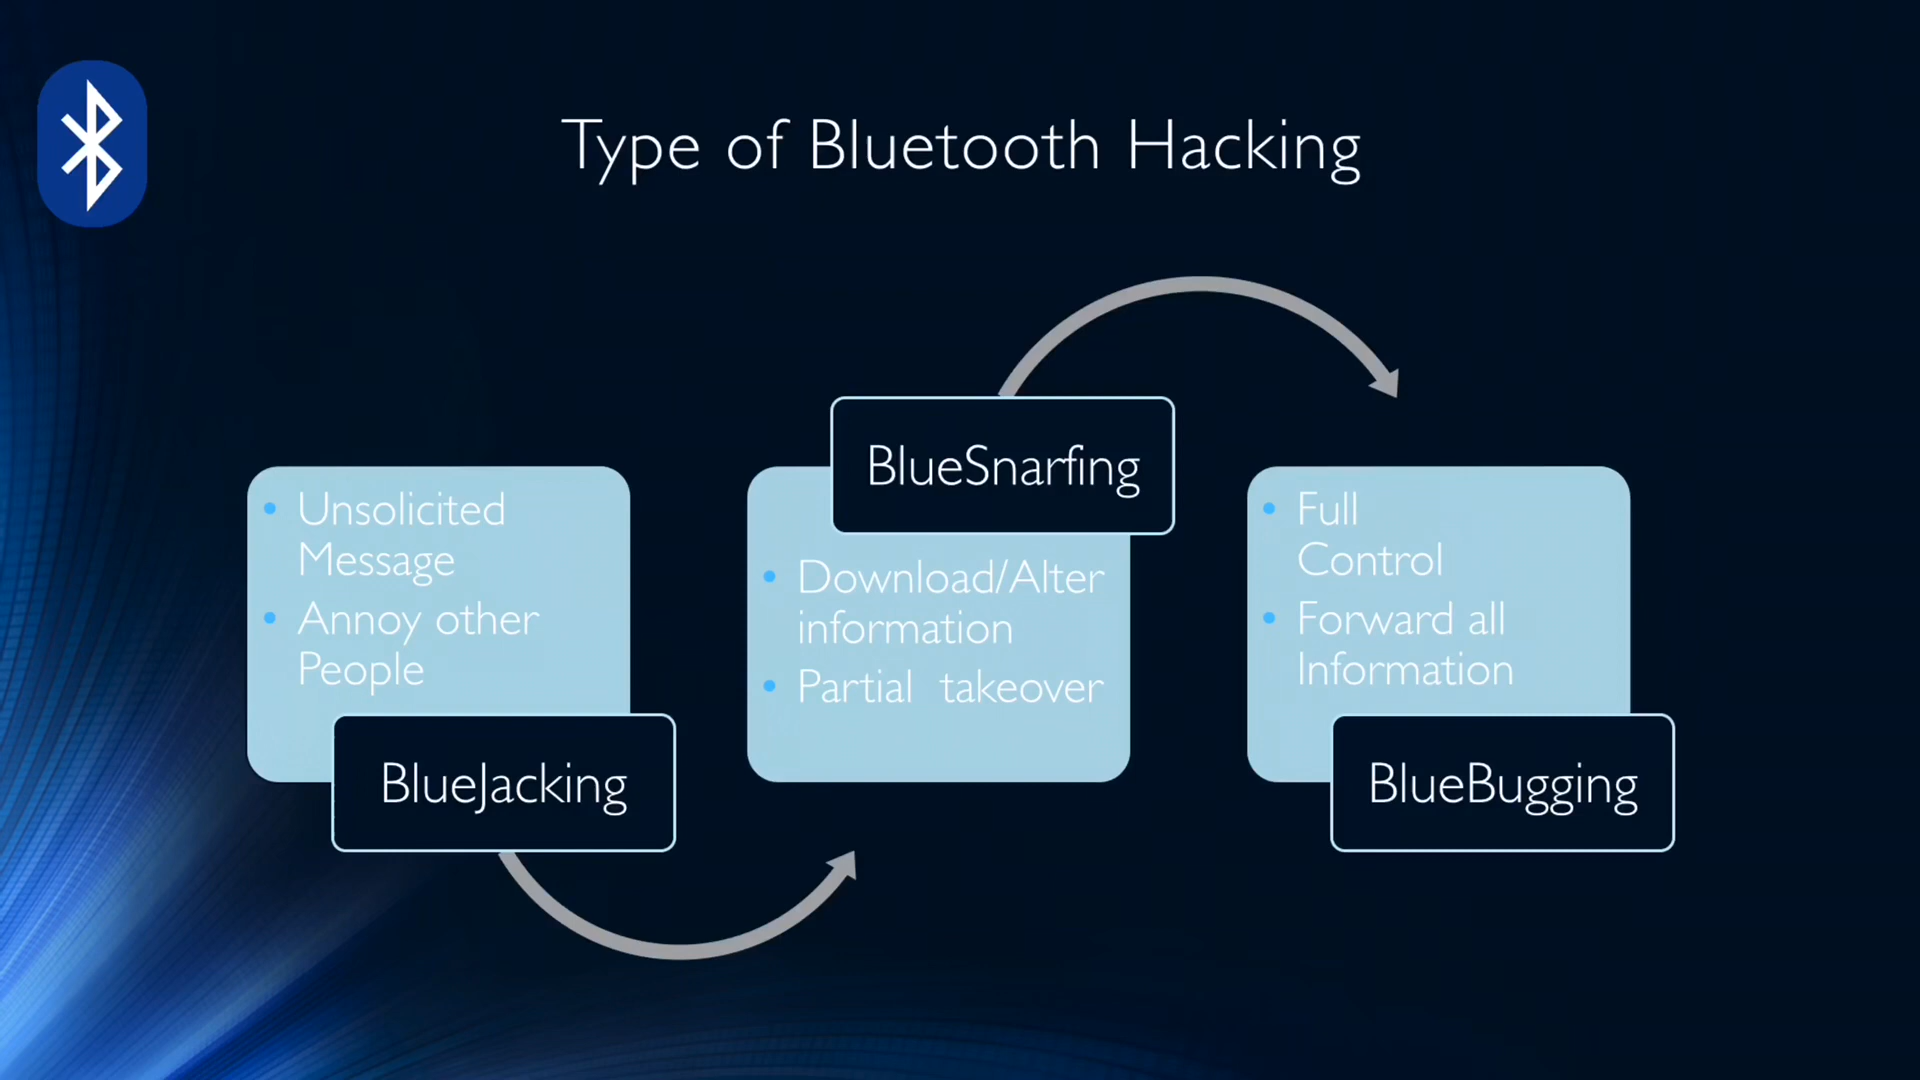 Type of Bluetooth Hacking
Unsolicited
Message
Annoy other
People
BlueJacking
BlueSnarfing
Download/Alter
information
Partial takeover
Full
Control
Forward all
Information
BlueBugging